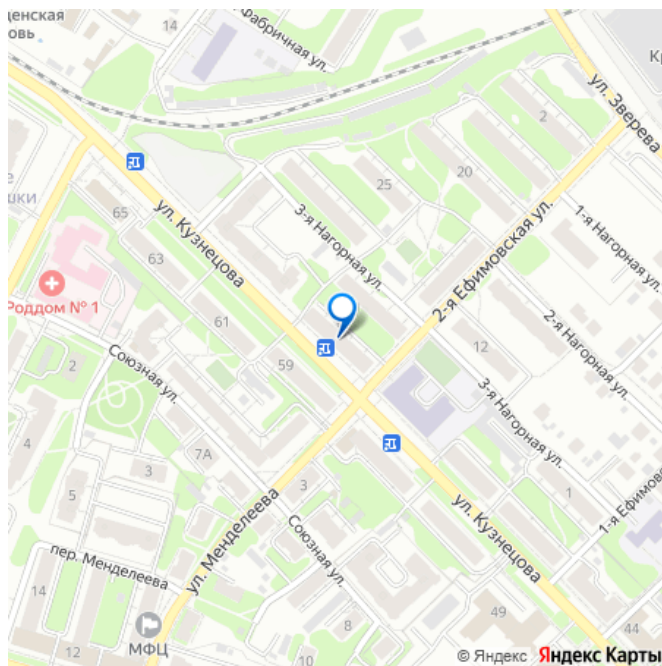 денская
овь
14
Фабричная ул.
ул. Зверева
Кр
2
20
25
е
шки
65
63
ул. Кузнецова
3-я Нагорная ул.
2-я Ефимовская ул.
1-я Нагорная ул.
Роддом № 1
61
59
12
2-я Нагорная ул.
2
Союзная ул.
3-я Нагорная ул.
4
7А
3
5
3
1
1-я Ефимов
ул. Кузнецова
ул. Менделеева
Союзная ул.
пер. Менделеева
14
МФЦ
12
8
10
49
44
© Яндекс Яндекс Карты